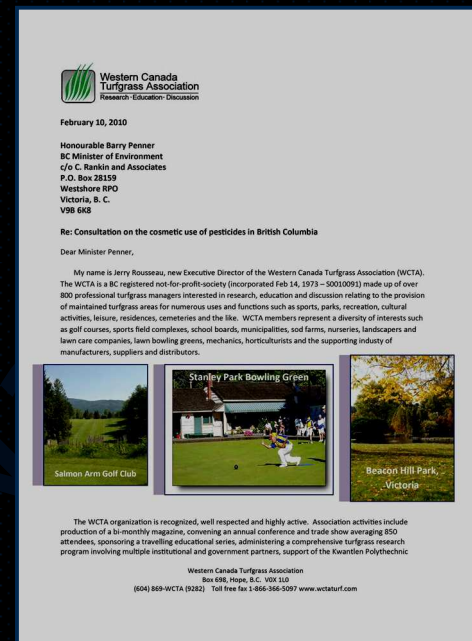 Western Canada
Turfgrass Association
Research - Education - Discussion
February 10, 2010
Honourable Barry Penner
BC Minister of Environment
c/o C. Rankin and Associates
P.O. Box 28159
Westshore RPO
Victoria, B. C.
V9B 6K8
Re: Consultation on the cosmetic use of pesticides in British Columbia
Dear Minister Penner,
My name is Jerry Rousseau, new Executive Director of the Western Canada Turfgrass Association (WCTA).
The WCTA is a BC registered not-for-profit-society (incorporated Feb 14, 1973 – S0010091) made up of over
800 professional turfgrass managers interested in research, education and discussion relating to the provision
of maintained turfgrass areas for numerous uses and functions such as sports, parks, recreation, cultural
activities, leisure, residences, cemeteries and the like. WCTA members represent a diversity of interests such
as golf courses, sports field complexes, school boards, municipalities, sod farms, nurseries, landscapers and
lawn care companies, lawn bowling greens, mechanics, horticulturists and the supporting industy of
manufacturers, suppliers and distributors.
Stanley Park Bowling Green
Salmon Arm Golf Club
Beacon Hill Park,
Victoria
The WCTA organization is recognized, well respected and highly active. Association activities include
production of a bi-monthly magazine, convening an annual conference and trade show averaging 850
attendees, sponsoring a travelling educational series, administering a comprehensive turfgrass research
program involving multiple institutional and government partners, support of the Kwantlen Polythechnic
Western Canada Turfgrass Association
Box 698, Hope, B.C. V0X 1L0
(604) 869-WCTA (9282) Toll free fax 1-866-366-5097 www.wctaturf.com